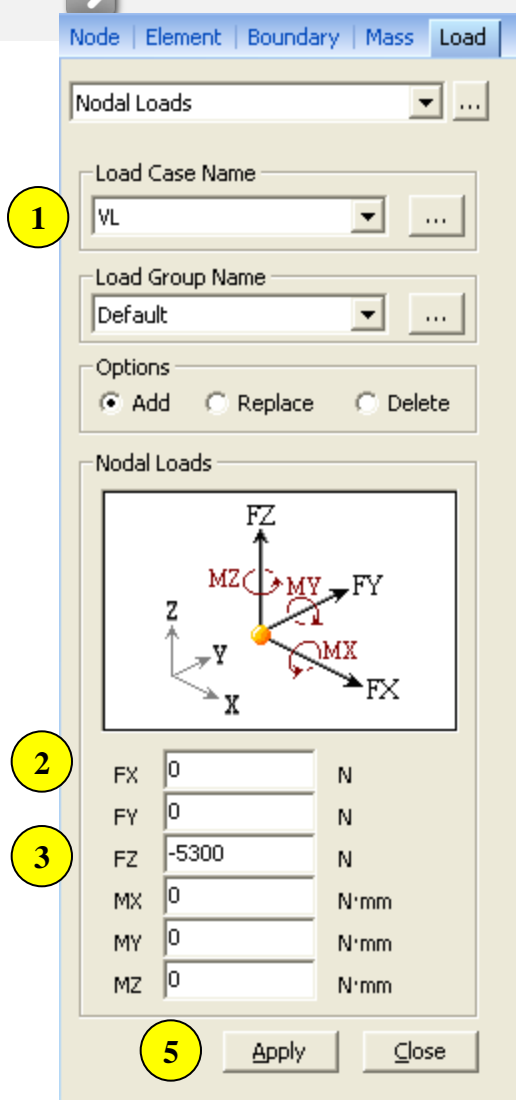 Node | Element | Boundary | Mass | Load
Nodal Loads ...
Load Case Name
1 VL ...
Load Group Name
Default ...
Options
Add Replace Delete
Nodal Loads
FZ
MZ MY FY
Z
Y MX
X FX
2 FX 0 N
FY 0 N
3 FZ -5300 N
MX 0 N·mm
MY 0 N·mm
MZ 0 N·mm
5 Apply Close